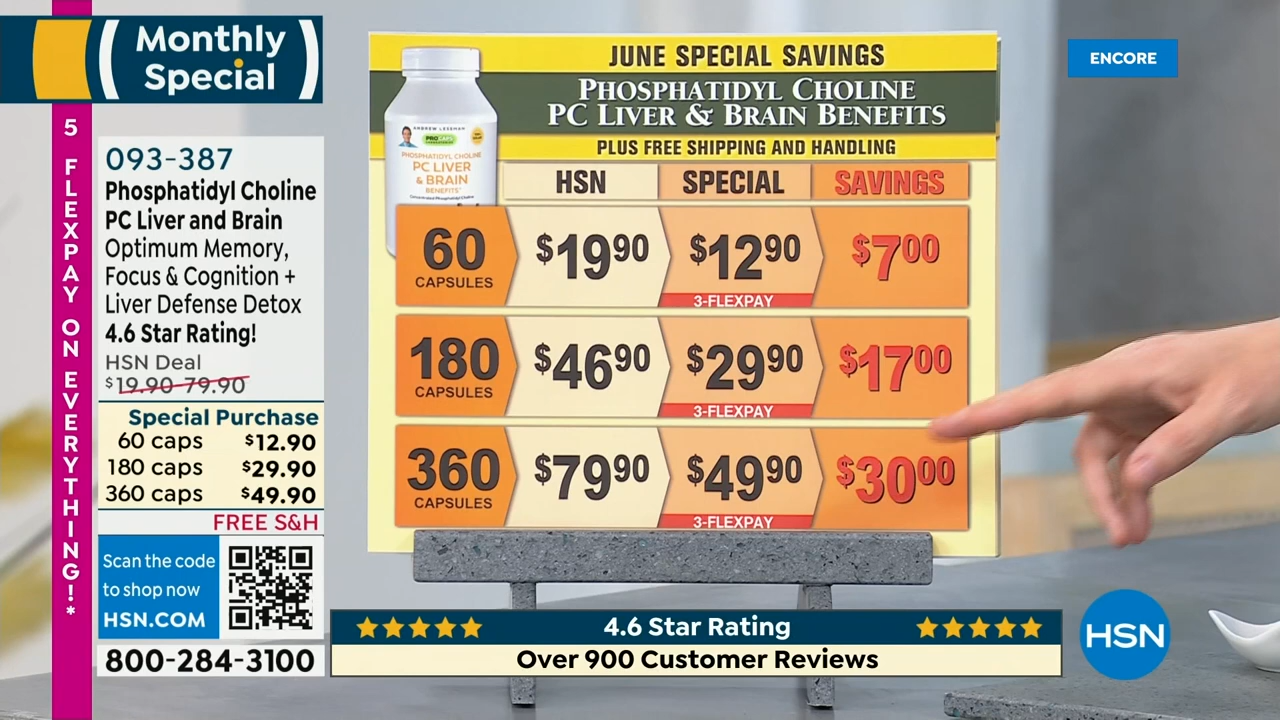 Monthly
Special
5 FLEXPAY ON EVERYTHING!*
093-387
Phosphatidyl Choline
PC Liver and Brain
Optimum Memory,
Focus & Cognition +
Liver Defense Detox
4.6 Star Rating!
HSN Deal
$19.90-79.90
Special Purchase
60 caps $12.90
180 caps $29.90
360 caps $49.90
FREE S&H
Scan the code
to shop now
HSN.COM
800-284-3100
JUNE SPECIAL SAVINGS
PHOSPHATIDYL CHOLINE
PC LIVER & BRAIN BENEFITS
PLUS FREE SHIPPING AND HANDLING
ANDREW LESSMAN
PROCAPS
PHOSPHATIDYL CHOLINE
PC LIVER
& BRAIN
BENEFITS
HSN SPECIAL SAVINGS
60 CAPSULES $19.90 $12.90 $7.00
3-FLEXPAY
180 CAPSULES $46.90 $29.90 $17.00
3-FLEXPAY
360 CAPSULES $79.90 $49.90 $30.00
3-FLEXPAY
ENCORE
4.6 Star Rating
Over 900 Customer Reviews
HSN